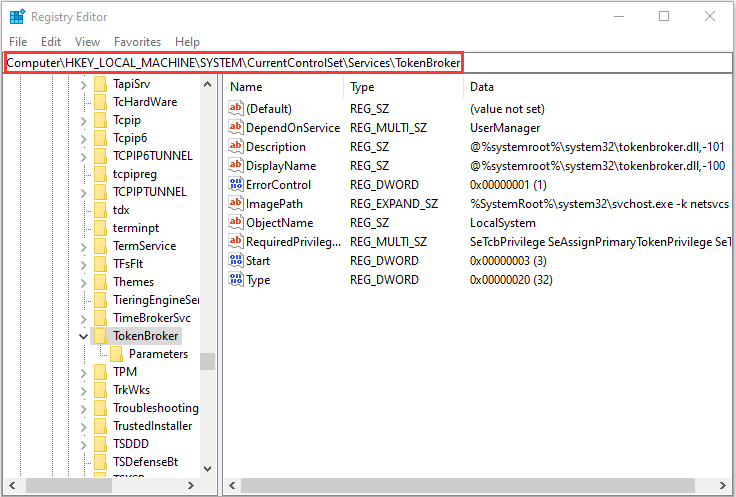 Registry Editor
File Edit View Favorites Help
Computer\HKEY_LOCAL_MACHINE\SYSTEM\CurrentControlSet\Services\TokenBroker
TapiSrv
TcHardWare
Tcpip
Tcpip6
TCPIP6TUNNEL
tcpipreg
TCPIPTUNNEL
tdx
terminpt
TermService
TFsFlt
Themes
TieringEngineSer
TimeBrokerSvc
TokenBroker
Parameters
TPM
TrkWks
Troubleshooting
TrustedInstaller
TSDDD
TSDefenseBt
Name Type Data
(Default) REG_SZ (value not set)
DependOnService REG_MULTI_SZ UserManager
Description REG_SZ @%systemroot%\system32\tokenbroker.dll,-101
DisplayName REG_SZ @%systemroot%\system32\tokenbroker.dll,-100
ErrorControl REG_DWORD 0x00000001 (1)
ImagePath REG_EXPAND_SZ %SystemRoot%\system32\svchost.exe -k netsvcs
ObjectName REG_SZ LocalSystem
RequiredPrivileg... REG_MULTI_SZ SeTcbPrivilege SeAssignPrimaryTokenPrivilege SeT
Start REG_DWORD 0x00000003 (3)
Type REG_DWORD 0x00000020 (32)